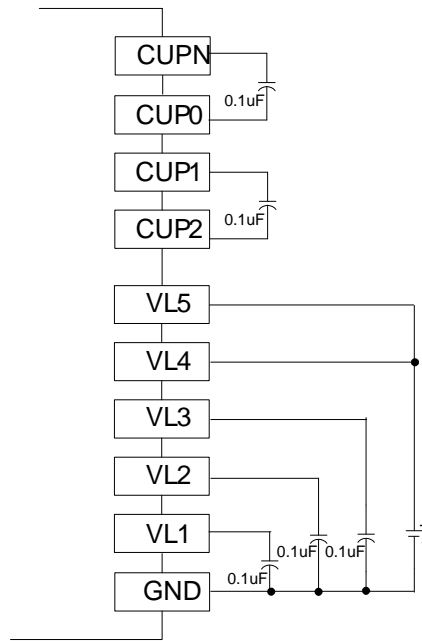 CUPN
0.1uF
CUP0
CUP1
0.1uF
CUP2
VL5
VL4
VL3
VL2
VL1
0.1uF 0.1uF
0.1uF
GND